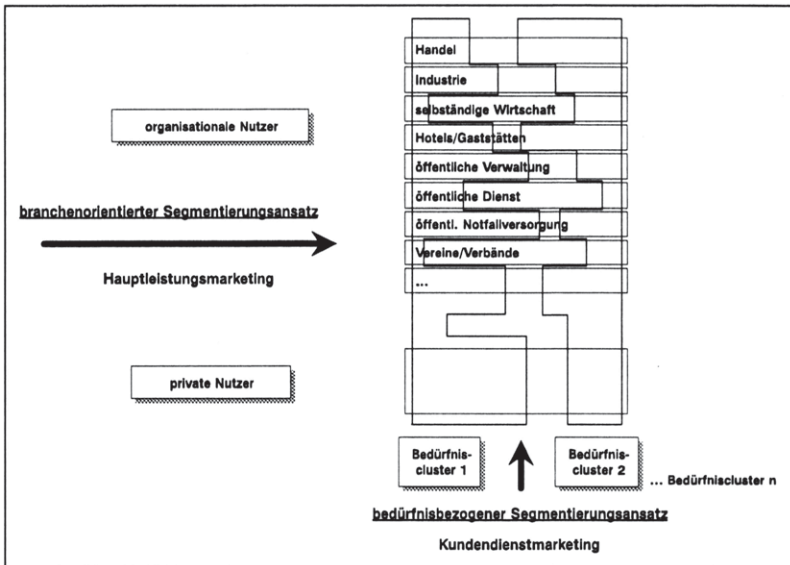 Handel
Industrie
selbständige Wirtschaft
organisationale Nutzer
Hotels/Gaststätten
öffentliche Verwaltung
öffentliche Dienst
branchenorientierter Segmentierungsansatz
öffentl. Notfallversorgung
Vereine/Verbände
Hauptleistungsmarketing
...
private Nutzer
Bedürfnis-
cluster 1
Bedürfnis-
cluster 2
... Bedürfniscluster n
bedürfnisbezogener Segmentierungsansatz
Kundendienstmarketing